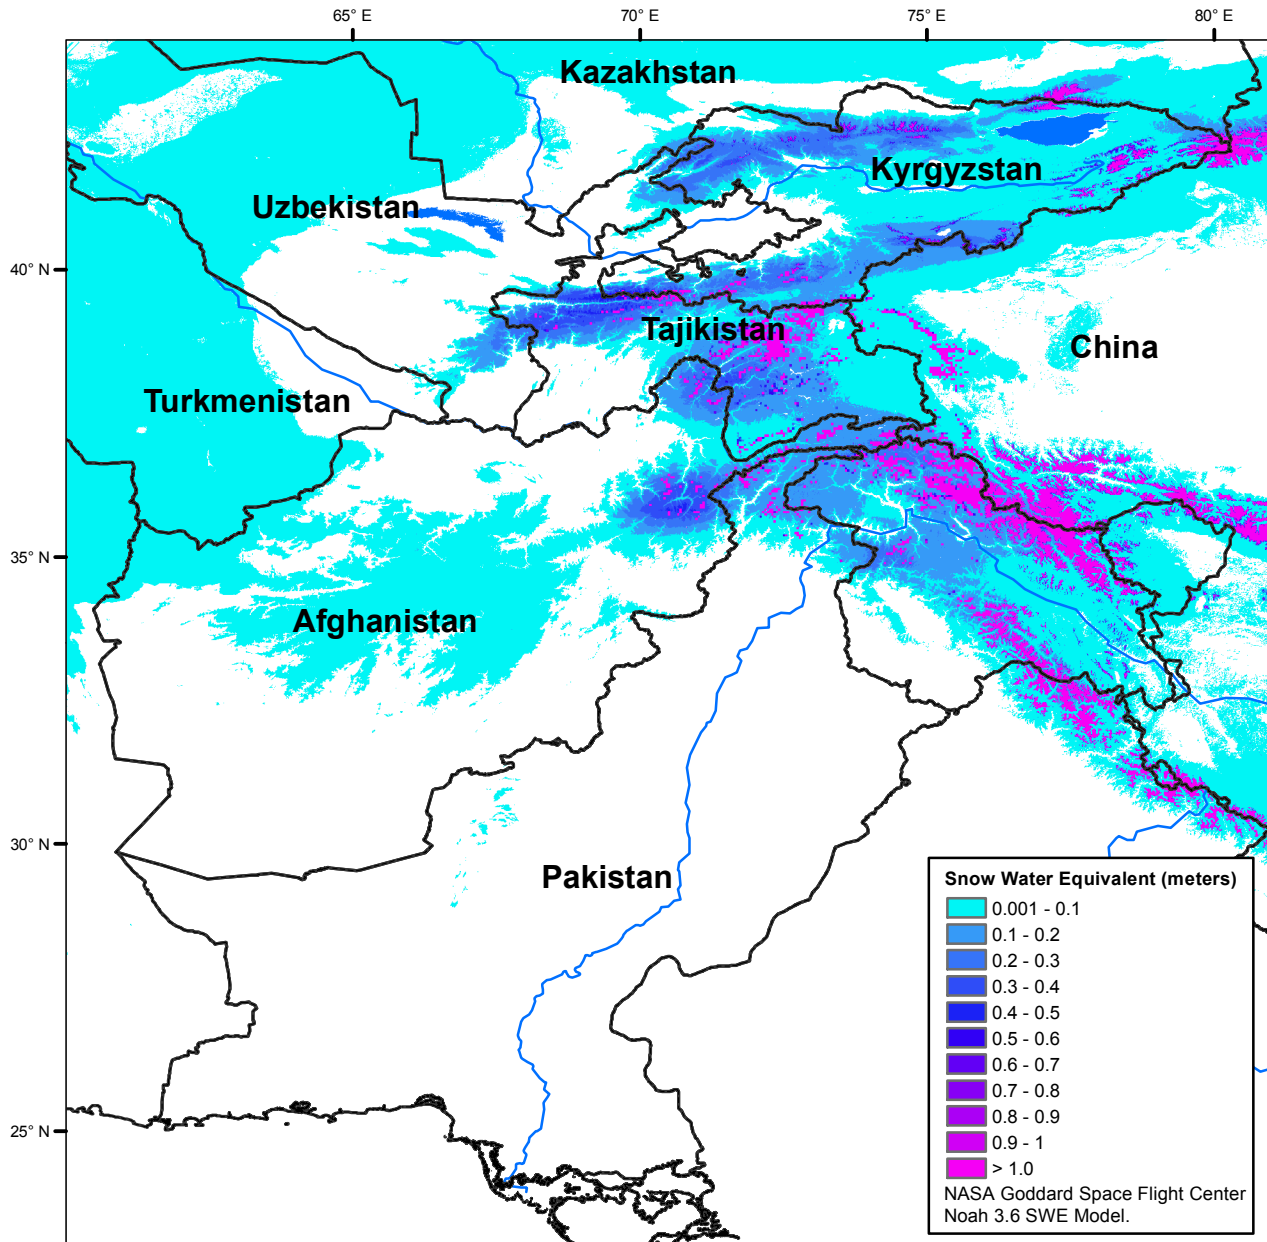 65° E
70° E
75° E
80° E
Kazakhstan
Kyrgyzstan
Uzbekistan
40° N
Tajikistan
China
Turkmenistan
35° N
Afghanistan
30° N
Pakistan
25° N
Snow Water Equivalent (meters)
0.001 - 0.1
0.1 - 0.2
0.2 - 0.3
0.3 - 0.4
0.4 - 0.5
0.5 - 0.6
0.6 - 0.7
0.7 - 0.8
0.8 - 0.9
0.9 - 1
> 1.0
NASA Goddard Space Flight Center
Noah 3.6 SWE Model.